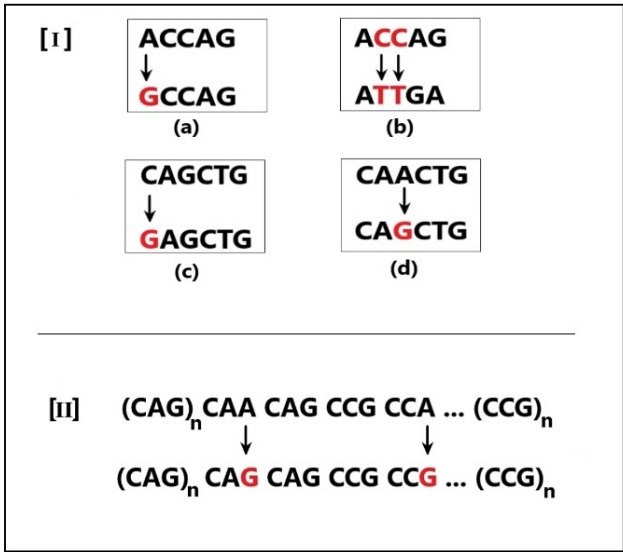 [I]
ACCAG
GCCAG
(a)
ACCAG
ATTGA
(b)
CAGCTG
GAGCTG
(c)
CAACTG
CAGCTG
(d)
[II]
(CAG)n CAA CAG CCG CCA ... (CCG)n
(CAG)n CAG CAG CCG CCG ... (CCG)n